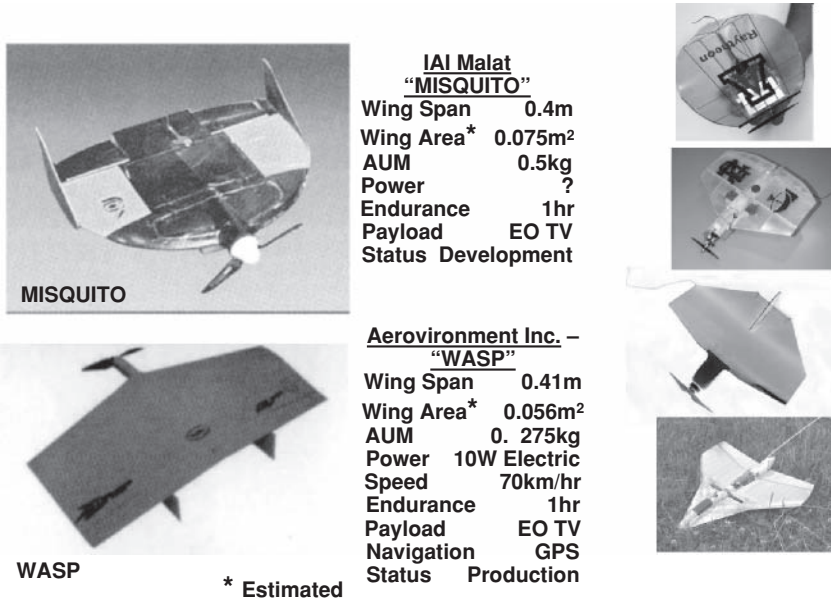 IAI Malat
“MISQUITO”
Wing Span 0.4m
Wing Area* 0.075m²
AUM 0.5kg
Power ?
Endurance 1hr
Payload EO TV
Status Development
MISQUITO
Aerovironment Inc. –
“WASP”
Wing Span 0.41m
Wing Area* 0.056m²
AUM 0. 275kg
Power 10W Electric
Speed 70km/hr
Endurance 1hr
Payload EO TV
Navigation GPS
Status Production
WASP
* Estimated
Raytheon